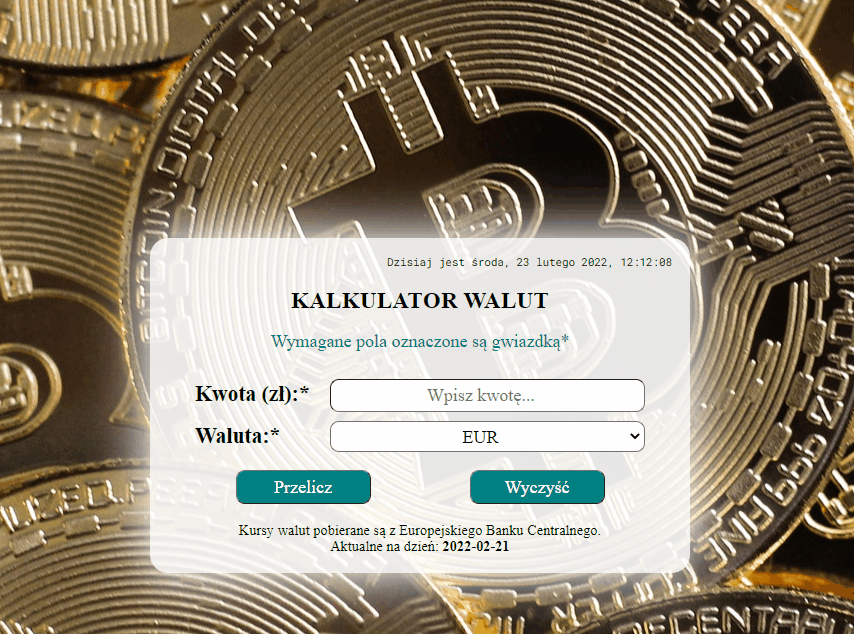 Dzisiaj jest środa, 23 lutego 2022, 12:12:08
KALKULATOR WALUT
Wymagane pola oznaczone są gwiazdką*
Kwota (zł):* Wpisz kwotę...
Waluta:* EUR
Przelicz Wyczyść
Kursy walut pobierane są z Europejskiego Banku Centralnego.
Aktualne na dzień: 2022-02-21